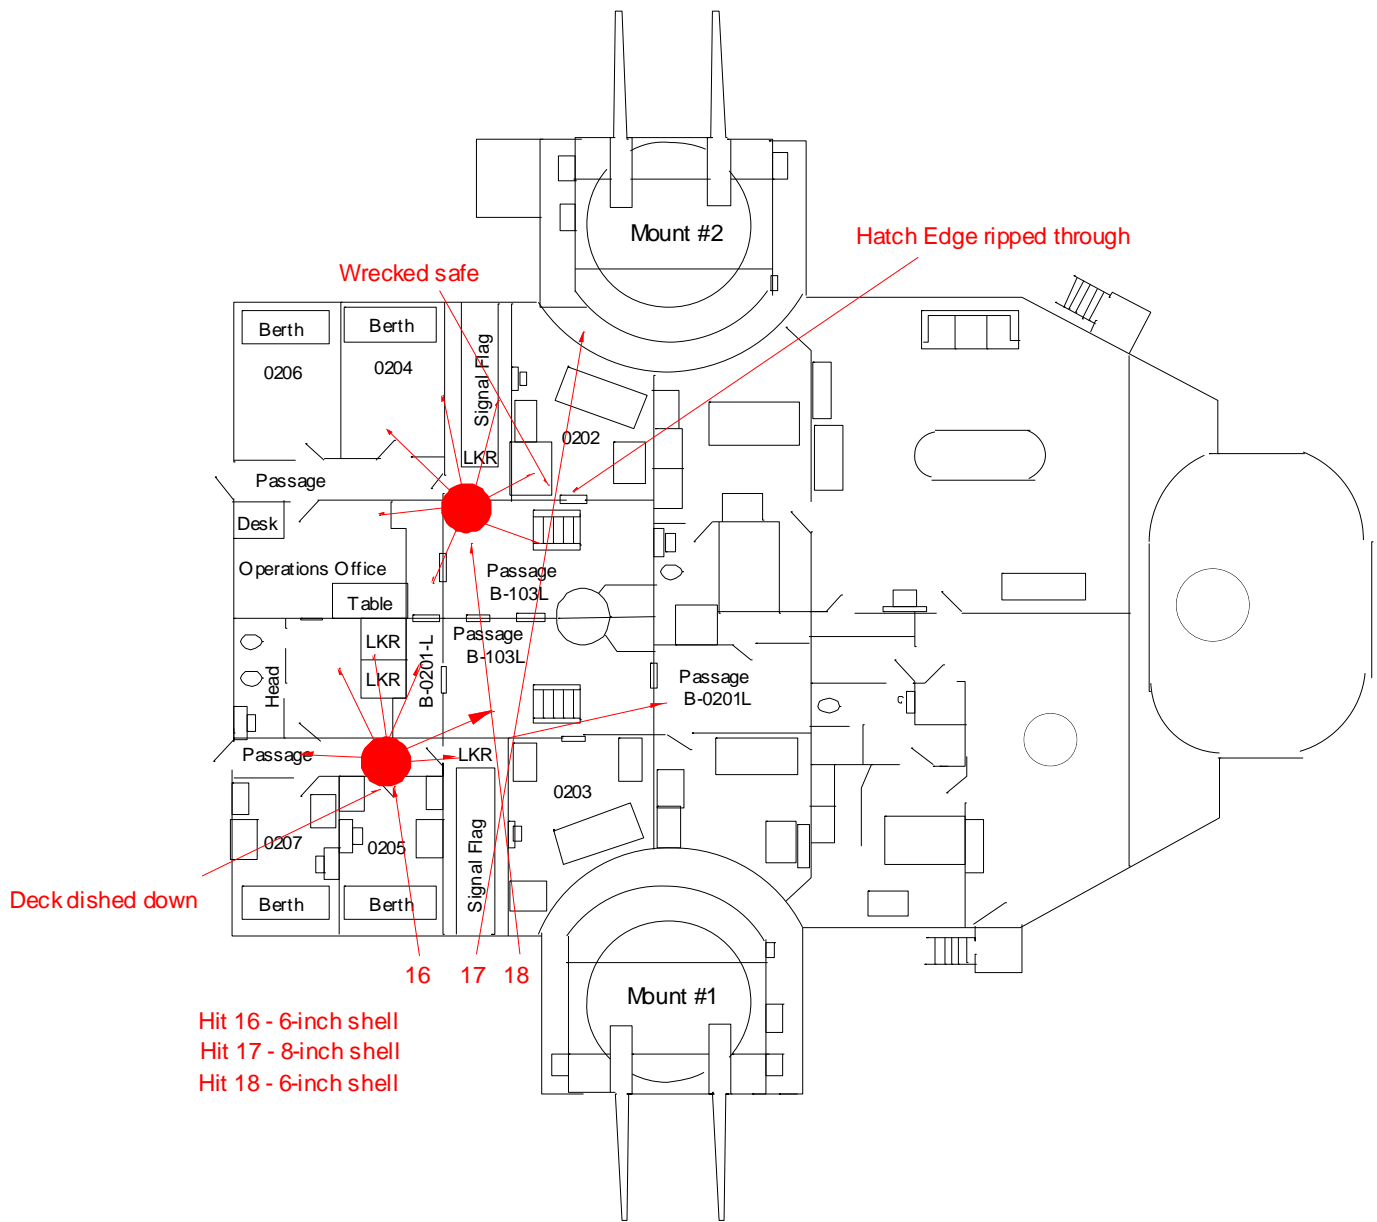 Mount #2
Hatch Edge ripped through
Wrecked safe
Berth
Berth
0206
0204
Signal Flag
LKR
0202
Passage
Desk
Operations Office
Table
Passage
B-103L
LKR
LKR
B-0201-L
Passage
B-103L
Head
Passage
B-0201L
Passage
LKR
0203
0207
0205
Signal Flag
Berth
Berth
Deck dished down
16
17
18
Mount #1
Hit 16 - 6-inch shell
Hit 17 - 8-inch shell
Hit 18 - 6-inch shell